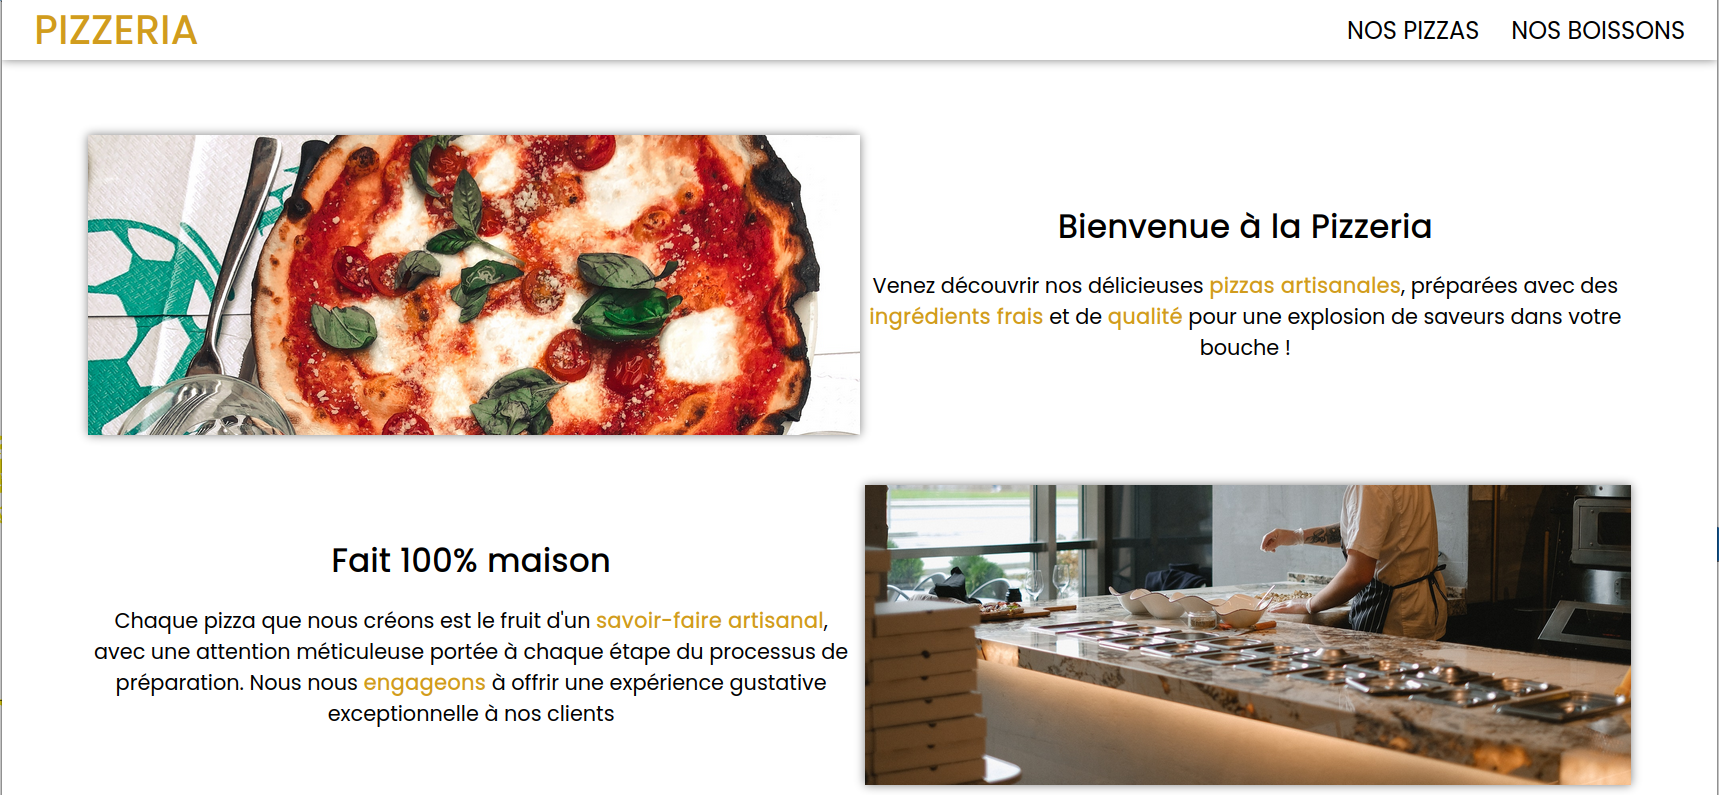 PIZZERIA
NOS PIZZAS NOS BOISSONS
Bienvenue à la Pizzeria
Venez découvrir nos délicieuses pizzas artisanales, préparées avec des
ingrédients frais et de qualité pour une explosion de saveurs dans votre
bouche !
Fait 100% maison
Chaque pizza que nous créons est le fruit d'un savoir-faire artisanal,
avec une attention méticuleuse portée à chaque étape du processus de
préparation. Nous nous engageons à offrir une expérience gustative
exceptionnelle à nos clients